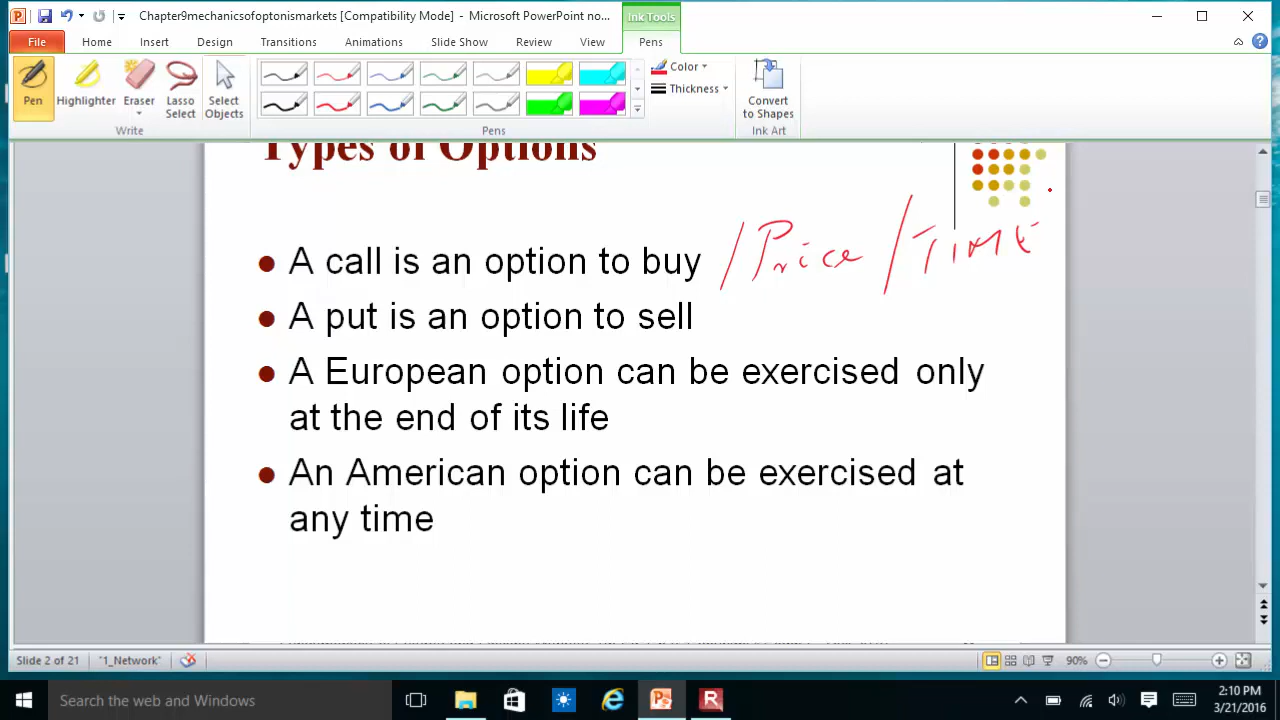 Chapter9mechanicsofoptonismarkets [Compatibility Mode] - Microsoft PowerPoint no...
Ink Tools
File Home Insert Design Transitions Animations Slide Show Review View Pens
Pen Highlighter Eraser Lasso Select Select Objects
Color
Thickness
Convert to Shapes
Write Pens Ink Art
Types of Options
A call is an option to buy /Price/TIME
A put is an option to sell
A European option can be exercised only
at the end of its life
An American option can be exercised at
any time
Slide 2 of 21 "1_Network" 90%
Search the web and Windows
2:10 PM
3/21/2016